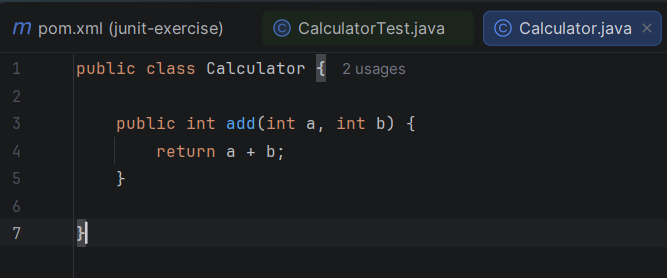 m pom.xml (junit-exercise) © CalculatorTest.java © Calculator.java ×
1 public class Calculator { 2 usages
2
3 public int add(int a, int b) {
4 return a + b;
5 }
6
7 }